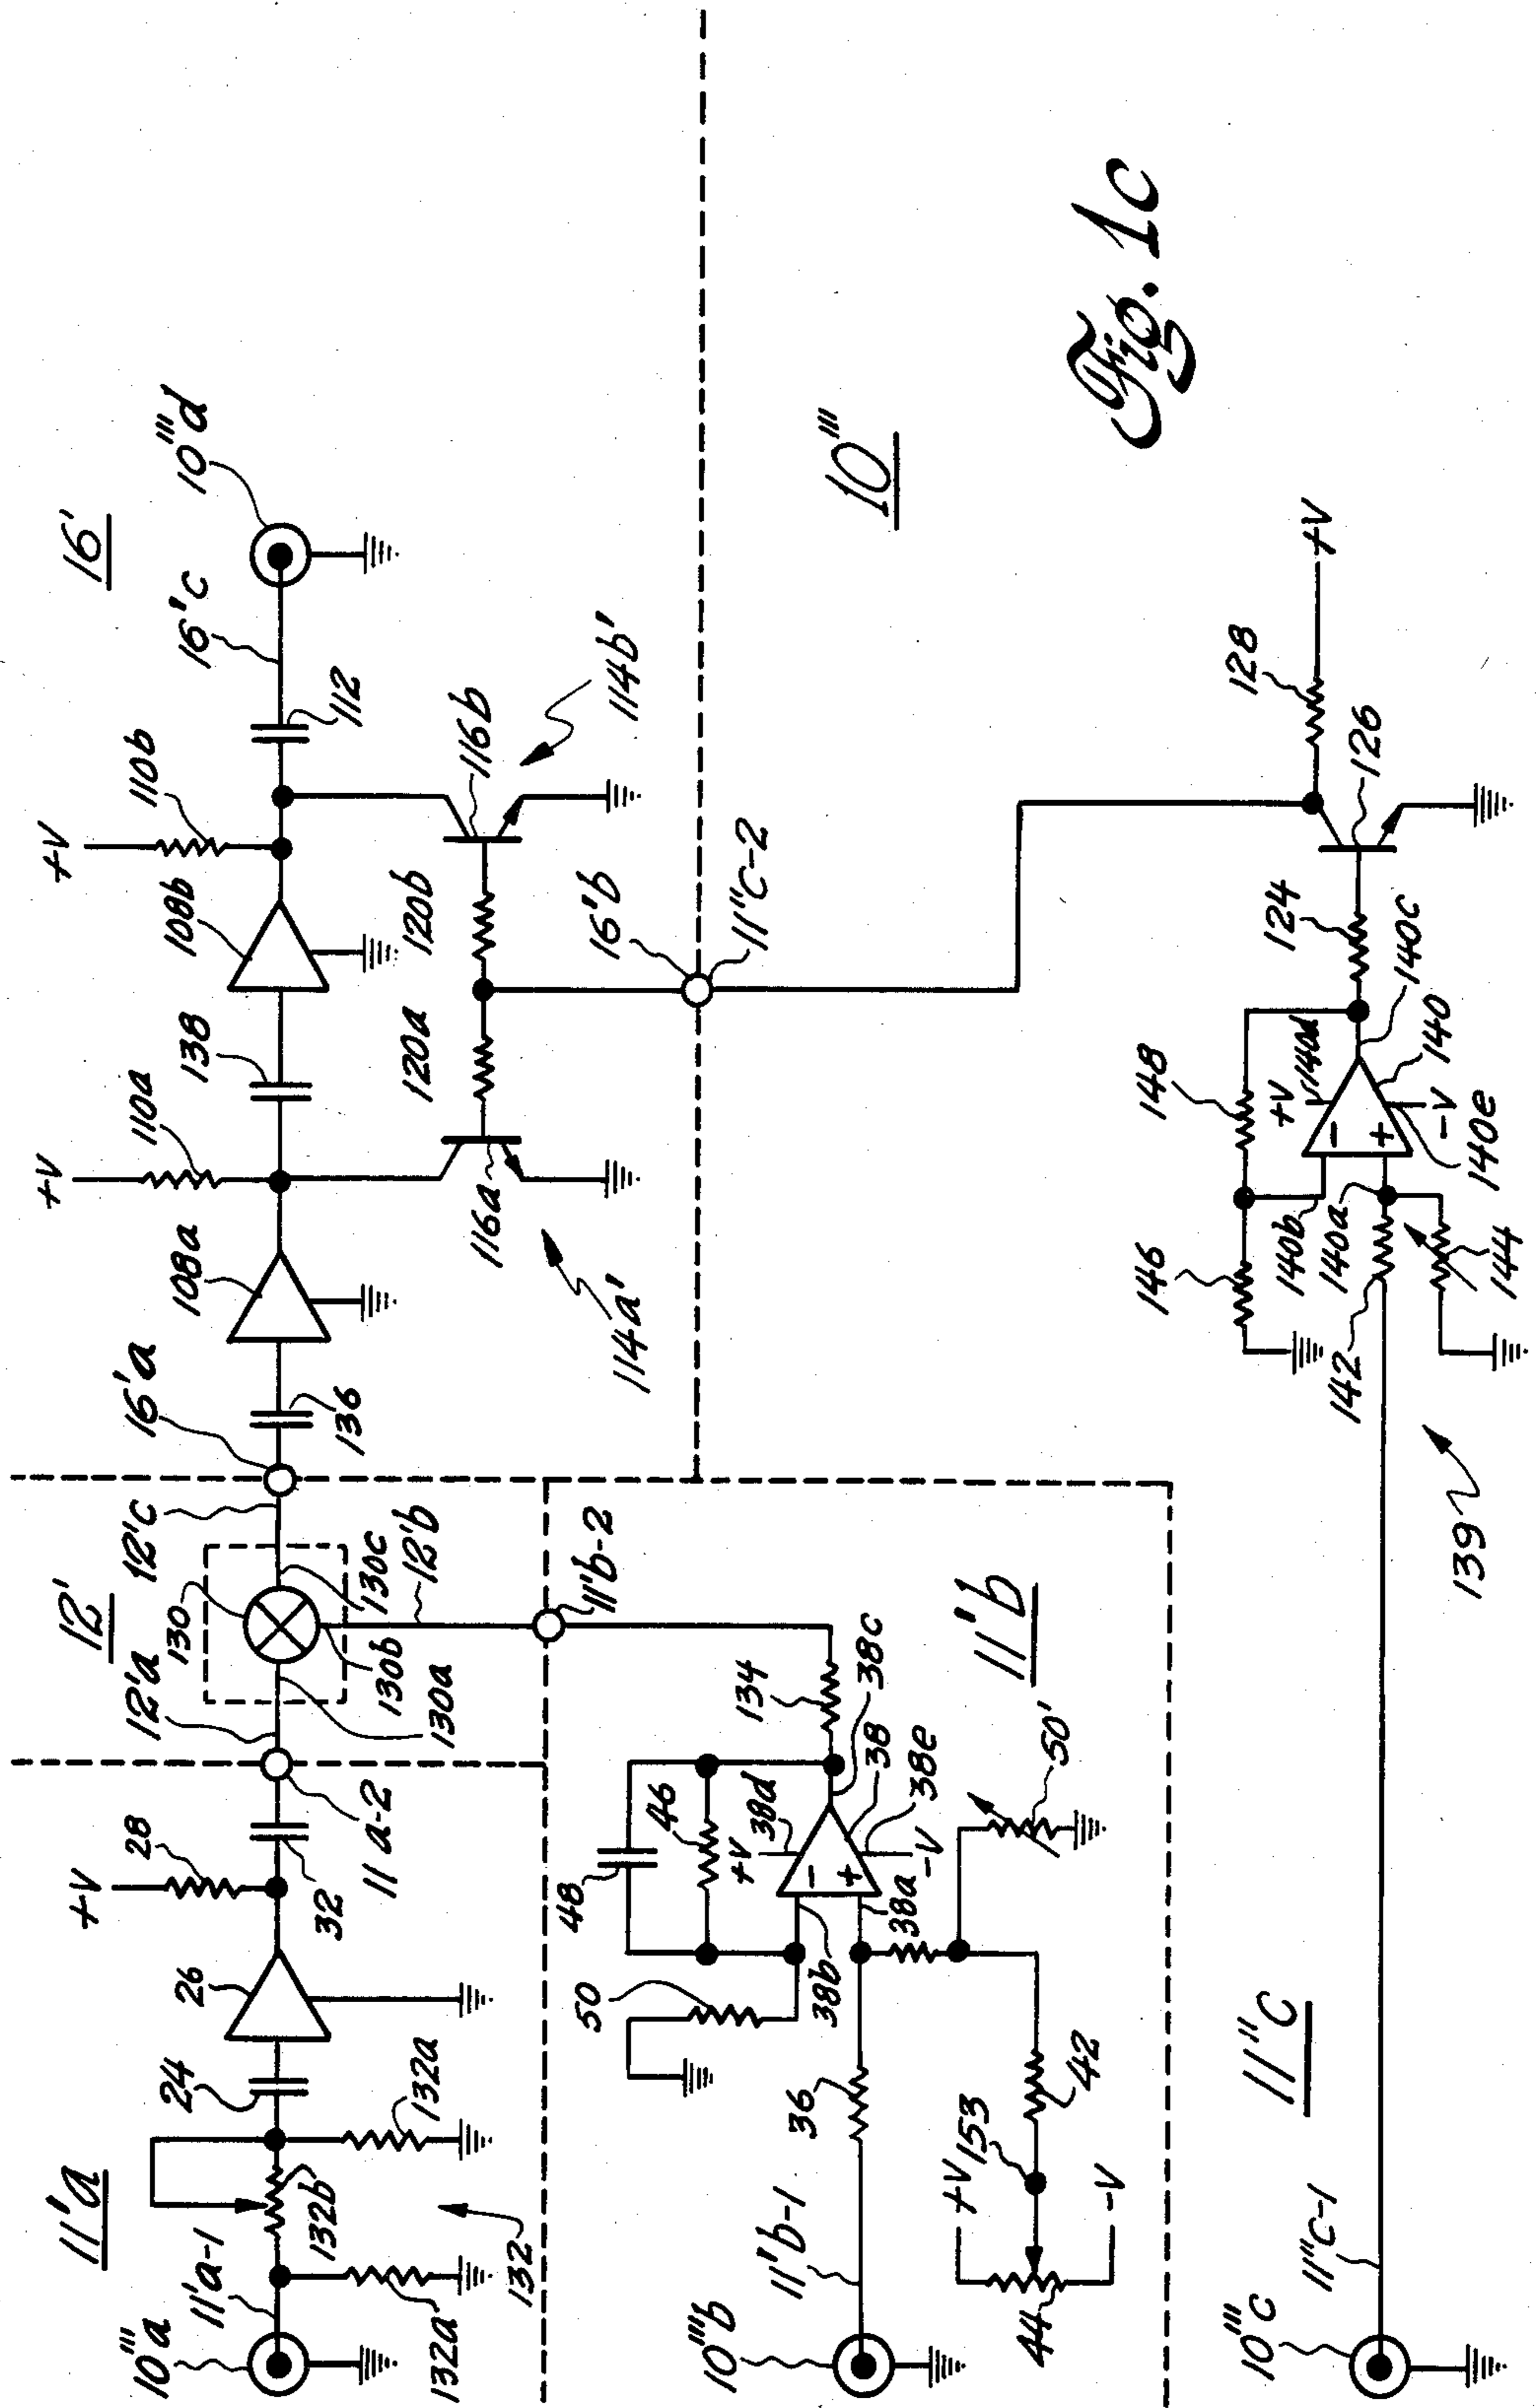 11'a
10'''a
11'a-1
132a'
132b
132
132a
24
26
28
+V
32
11a-2
12'
12'a
130
12'c
130a
130b
130c
12'b
11'b-2
16'
16'a
136
108a
+V
110a
138
108b
+V
110b
112
16'c
10'''d
114a'
116a
120a
120b
116b
114b'
16'b
11"c-2
10'''
Fig. 1c
10'''b
11'b-1
36
50
48
46
+V
38d
38b
38a
38
38e
-V
38c
134
11'b
50'
44
+V
153
-V
42
11"c
10'''c
11"c-1
139
142
146
148
140b
140a
+V
140d
-V
140e
140
140c
124
144
126
128
+V